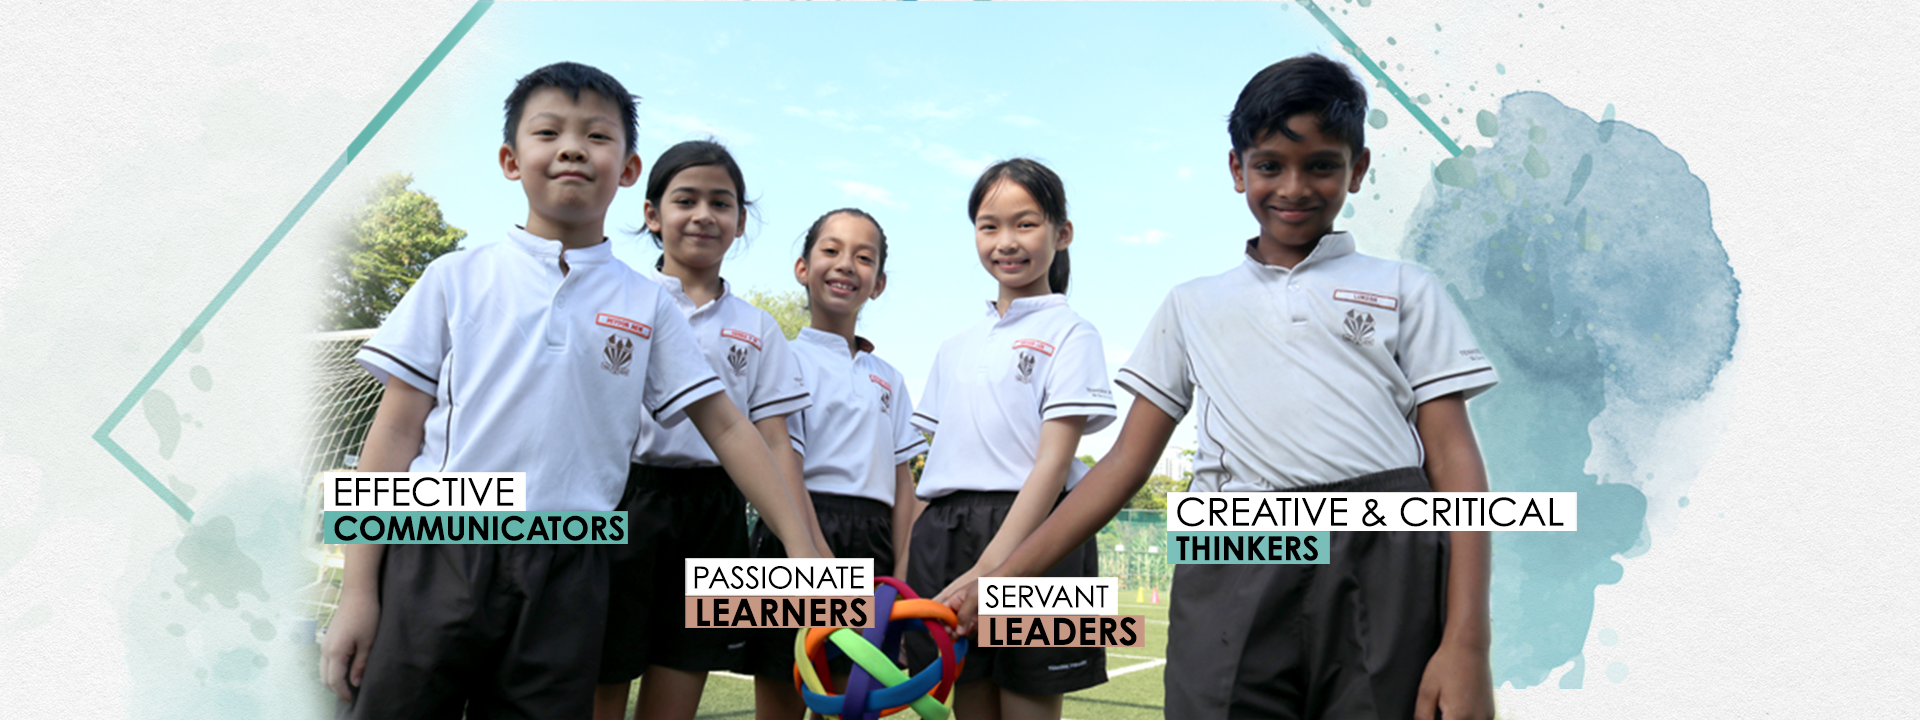 EFFECTIVE
COMMUNICATORS
PASSIONATE
LEARNERS
SERVANT
LEADERS
CREATIVE & CRITICAL
THINKERS